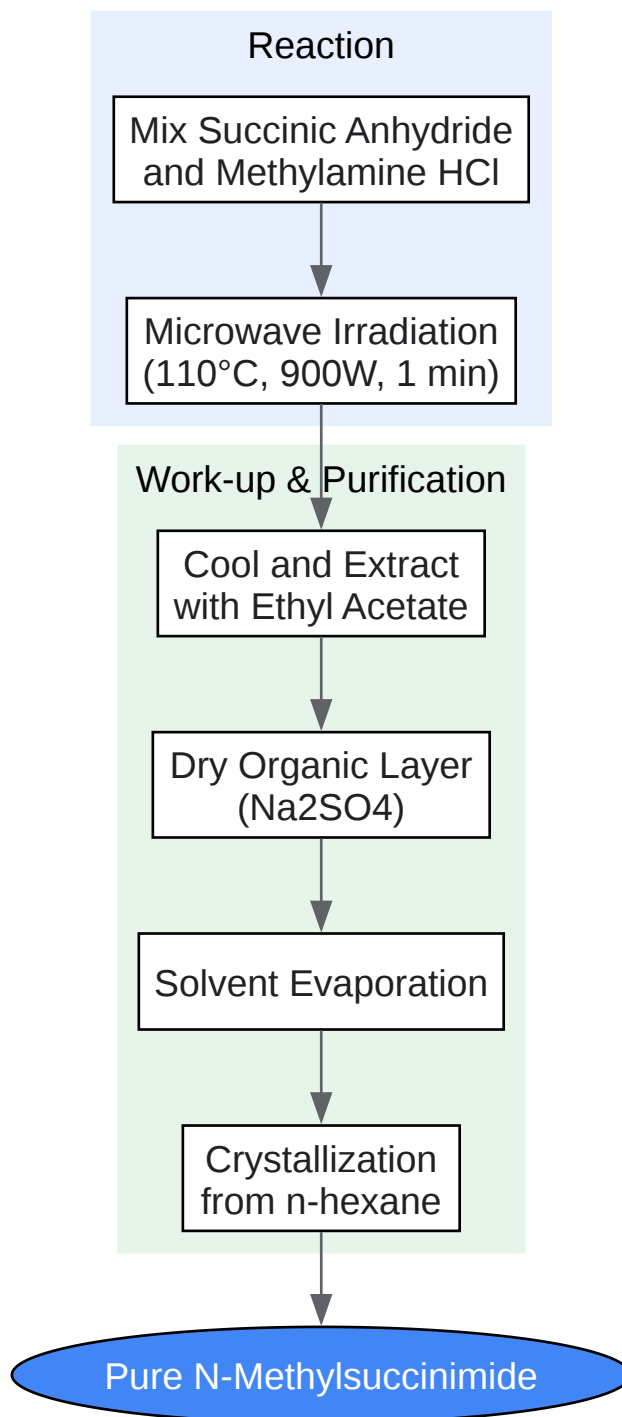 Reaction
Mix Succinic Anhydride
and Methylamine HCl
Microwave Irradiation
(110°C, 900W, 1 min)
Work-up & Purification
Cool and Extract
with Ethyl Acetate
Dry Organic Layer
(Na2SO4)
Solvent Evaporation
Crystallization
from n-hexane
Pure N-Methylsuccinimide